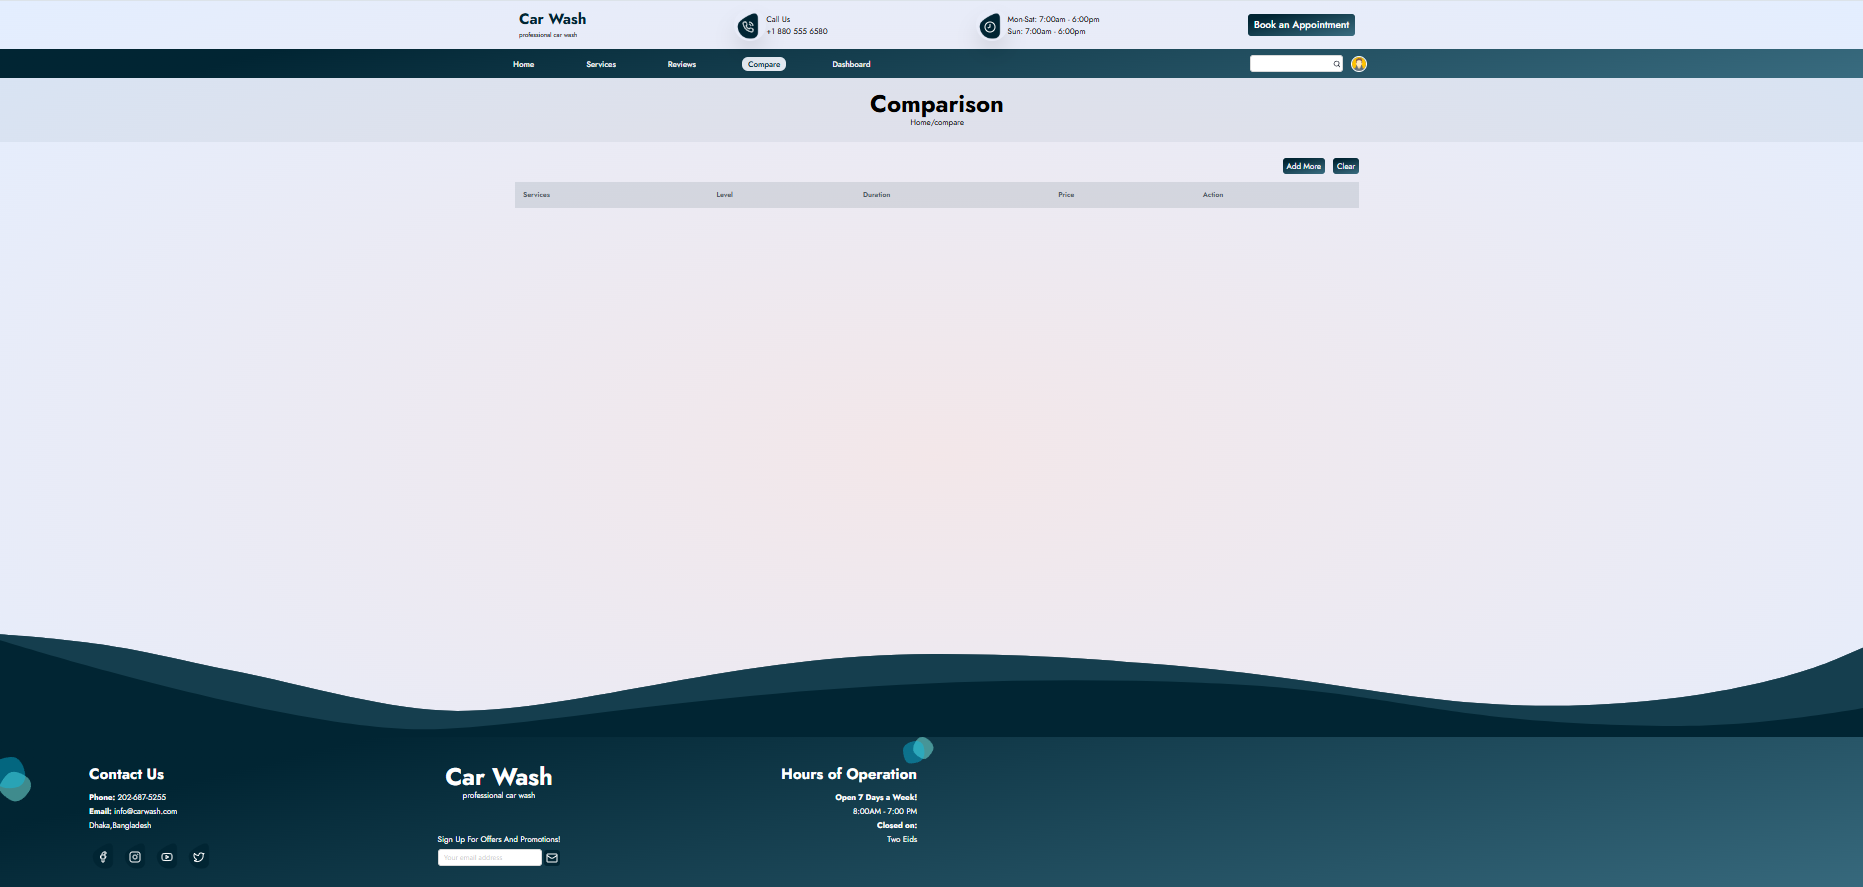 Car Wash
professional car wash
Call Us
+1 880 555 6580
Mon-Sat: 7:00am - 6:00pm
Sun: 7:00am - 6:00pm
Book an Appointment
Home
Services
Reviews
Compare
Dashboard
Comparison
Home/compare
Add More
Clear
Services
Level
Duration
Price
Action
Contact Us
Phone: 202-687-5255
Email: info@carwash.com
Dhaka,Bangladesh
Car Wash
professional car wash
Sign Up For Offers And Promotions!
Your email address
Hours of Operation
Open 7 Days a Week!
8:00AM - 7:00 PM
Closed on:
Two Eids